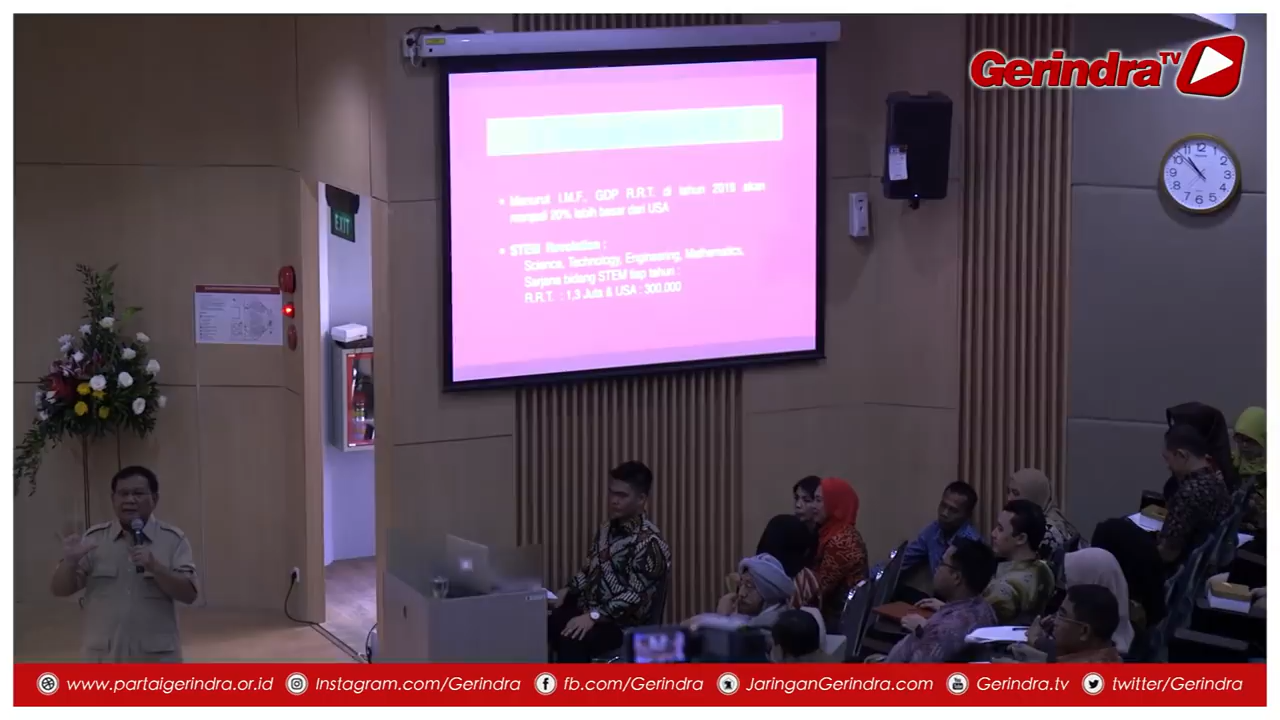 Gerindra TV
EXIT
• Menurut I.M.F., GDP R.R.T. di tahun 2019 akan
menjadi 20% lebih besar dari USA
• STEM Revolution :
Science, Technology, Engineering, Mathematics,
Sarjana bidang STEM tiap tahun :
R.R.T. : 1,3 Juta & USA : 300.000
www.partaigerindra.or.id Instagram.com/Gerindra fb.com/Gerindra JaringanGerindra.com Gerindra.tv twitter/Gerindra